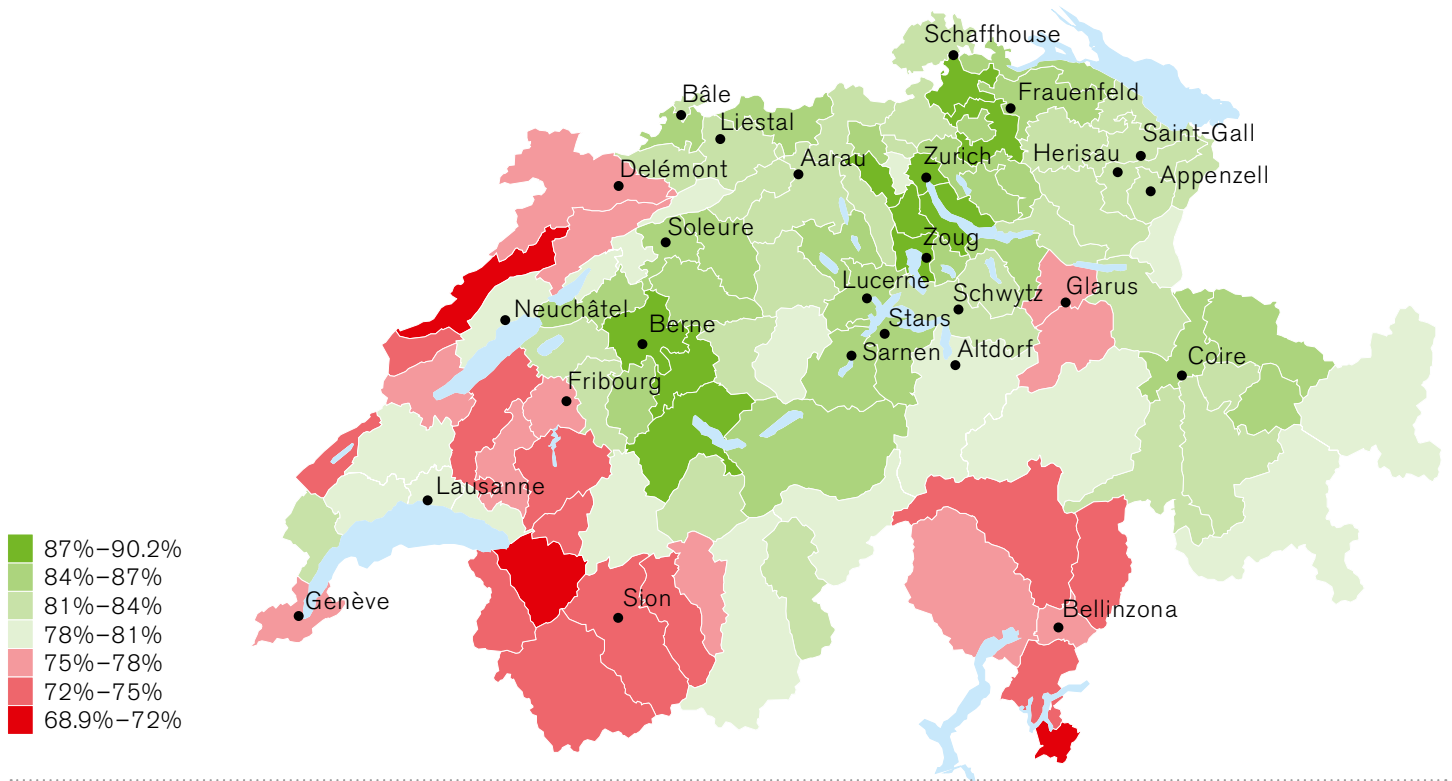 Schaffhouse
Bâle
Frauenfeld
Liestal
Saint-Gall
Aarau
Zurich
Herisau
Delémont
Appenzell
Soleure
Zoug
Lucerne
Schwytz
Glarus
Neuchâtel
Berne
Stans
Sarnen
Altdorf
Coire
Fribourg
Lausanne
87%–90.2%
84%–87%
81%–84%
78%–81%
75%–78%
72%–75%
68.9%–72%
Genève
Sion
Bellinzona